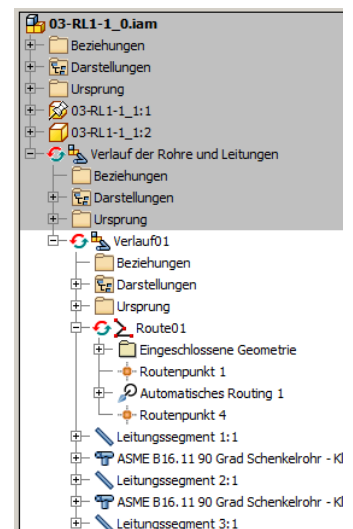 03-RL1-1_0.iam
Beziehungen
Darstellungen
Ursprung
03-RL1-1_1:1
03-RL1-1_1:2
Verlauf der Rohre und Leitungen
Beziehungen
Darstellungen
Ursprung
Verlauf01
Beziehungen
Darstellungen
Ursprung
Route01
Eingeschlossene Geometrie
Routenpunkt 1
Automatisches Routing 1
Routenpunkt 4
Leitungssegment 1:1
ASME B16.11 90 Grad Schenkelrohr - Kl
Leitungssegment 2:1
ASME B16.11 90 Grad Schenkelrohr - Kl
Leitungssegment 3:1